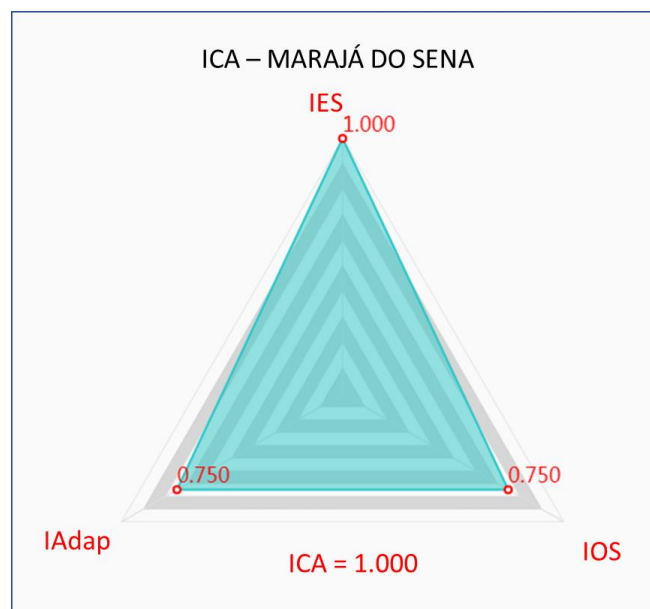 ICA – MARAJÁ DO SENA
IES
1.000
0.750
0.750
IAdap
IOS
ICA = 1.000